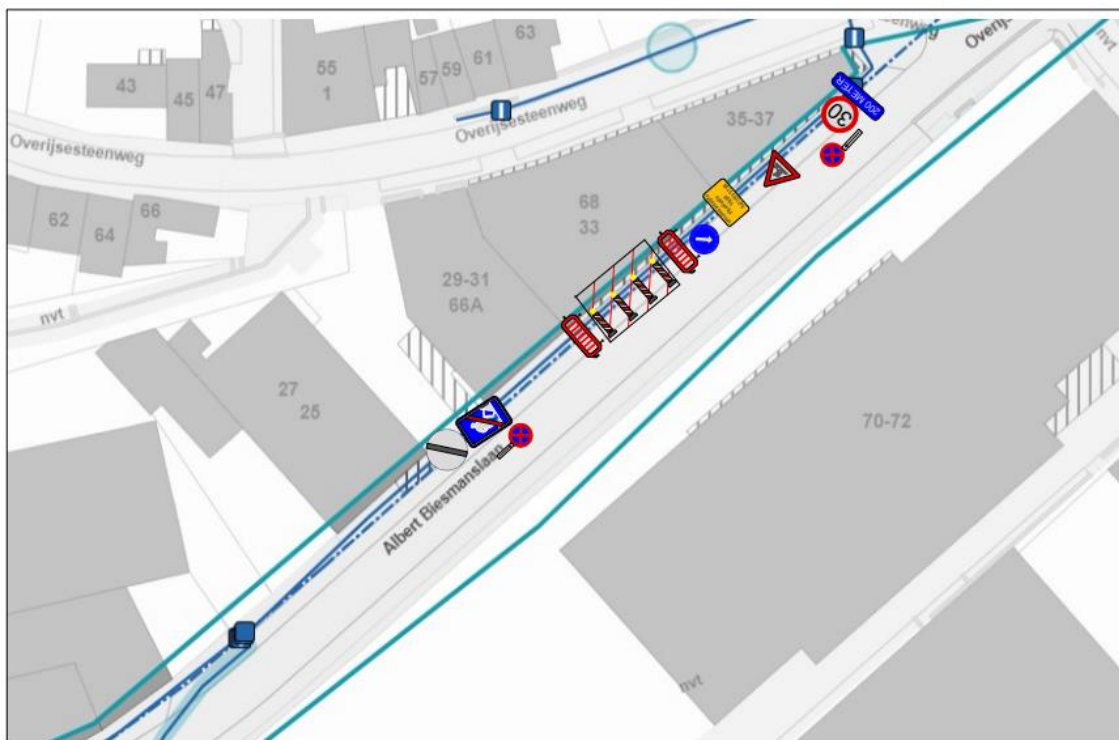 63
55
1
57
59
61
43
45
47
Overijsesteenweg
Overijsesteenweg
35-37
200 METER
30
62
64
66
68
33
29-31
66A
nvt
nvt
27
25
70-72
Albert Biesmanslaan
nvt